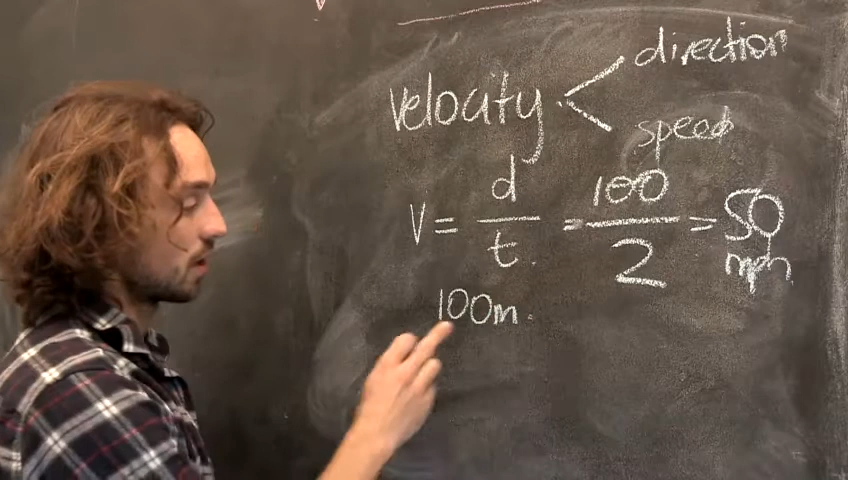 velocity < direction
speed
v = d/t = 100/2 = 50 mph
100m